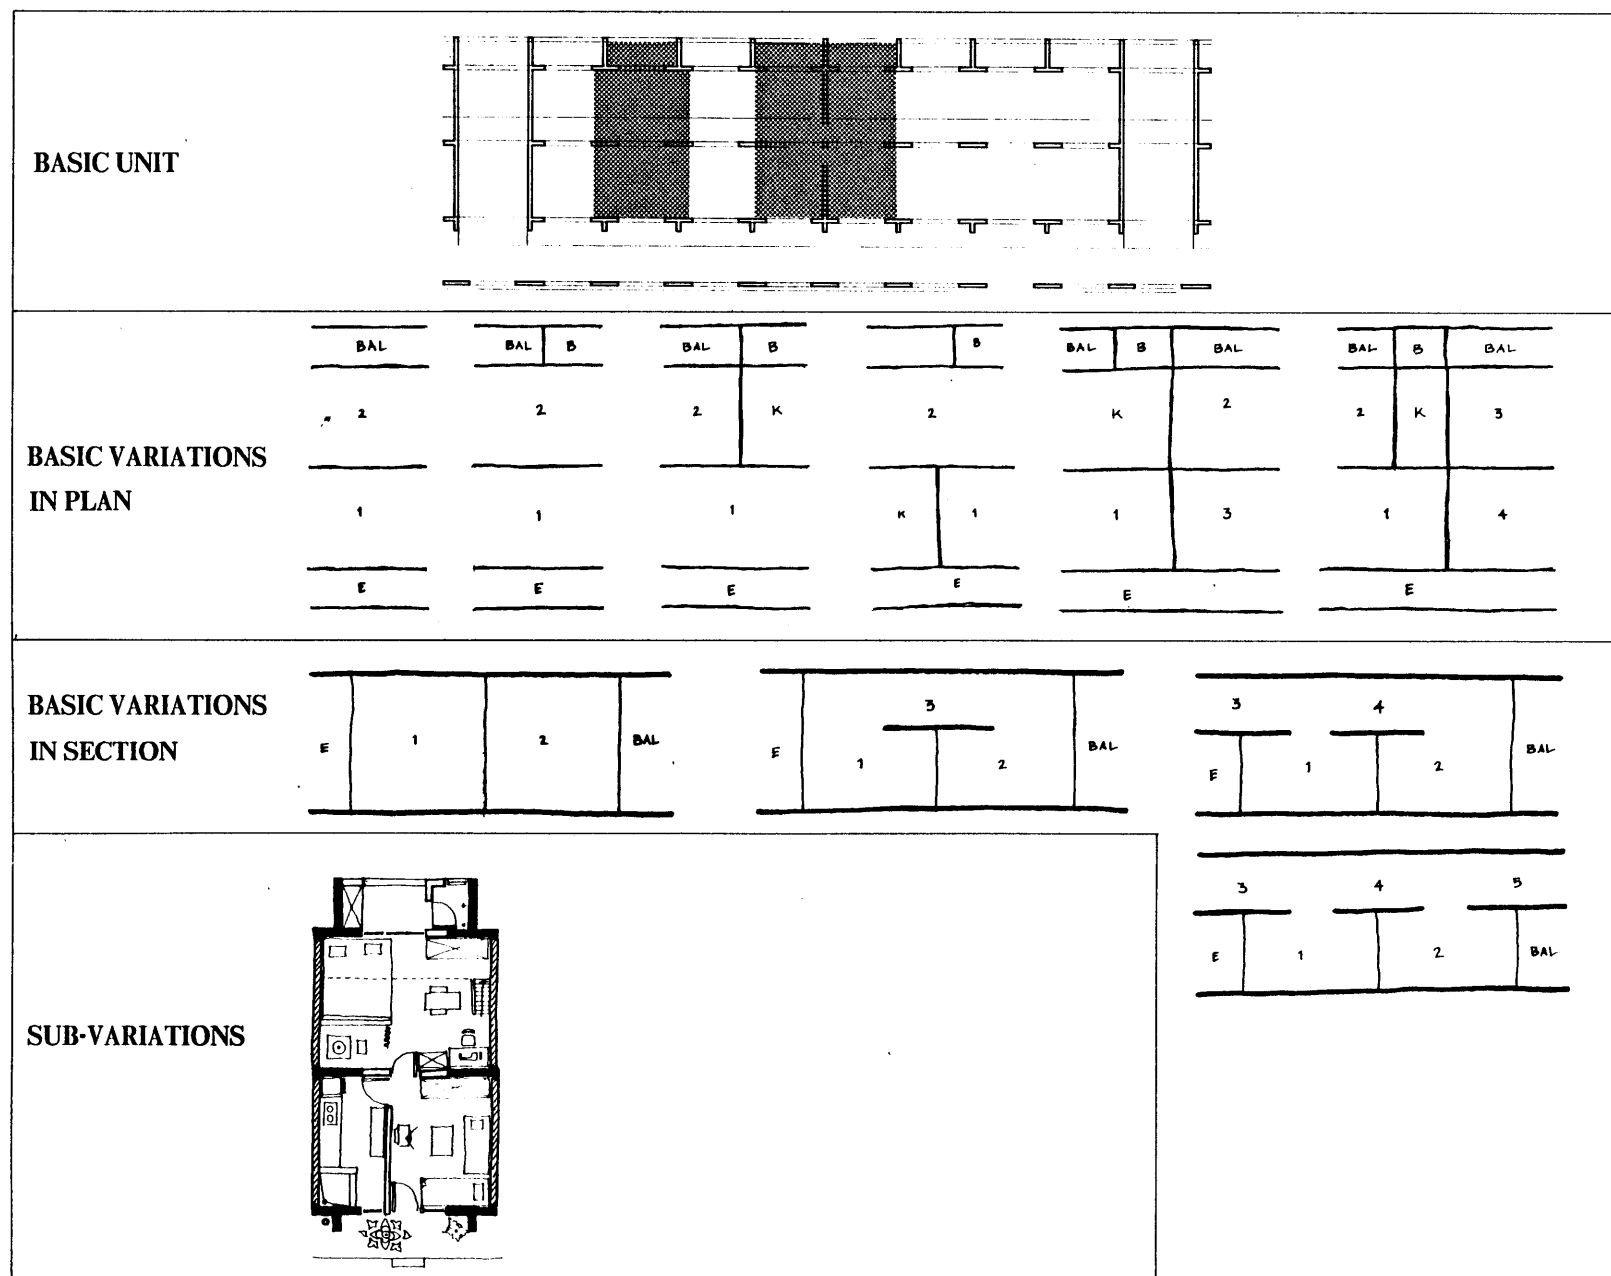 BASIC UNIT
BAL BAL B BAL B B BAL B BAL BAL B BAL
2 2 2 K 2 K 2 2 K 3
BASIC VARIATIONS
IN PLAN
1 1 1 K 1 1 3 1 4
E E E E E E
BASIC VARIATIONS
IN SECTION
E 1 2 BAL
3
E 1 2 BAL
3 4
E 1 2 BAL
3 4 5
E 1 2 BAL
SUB-VARIATIONS